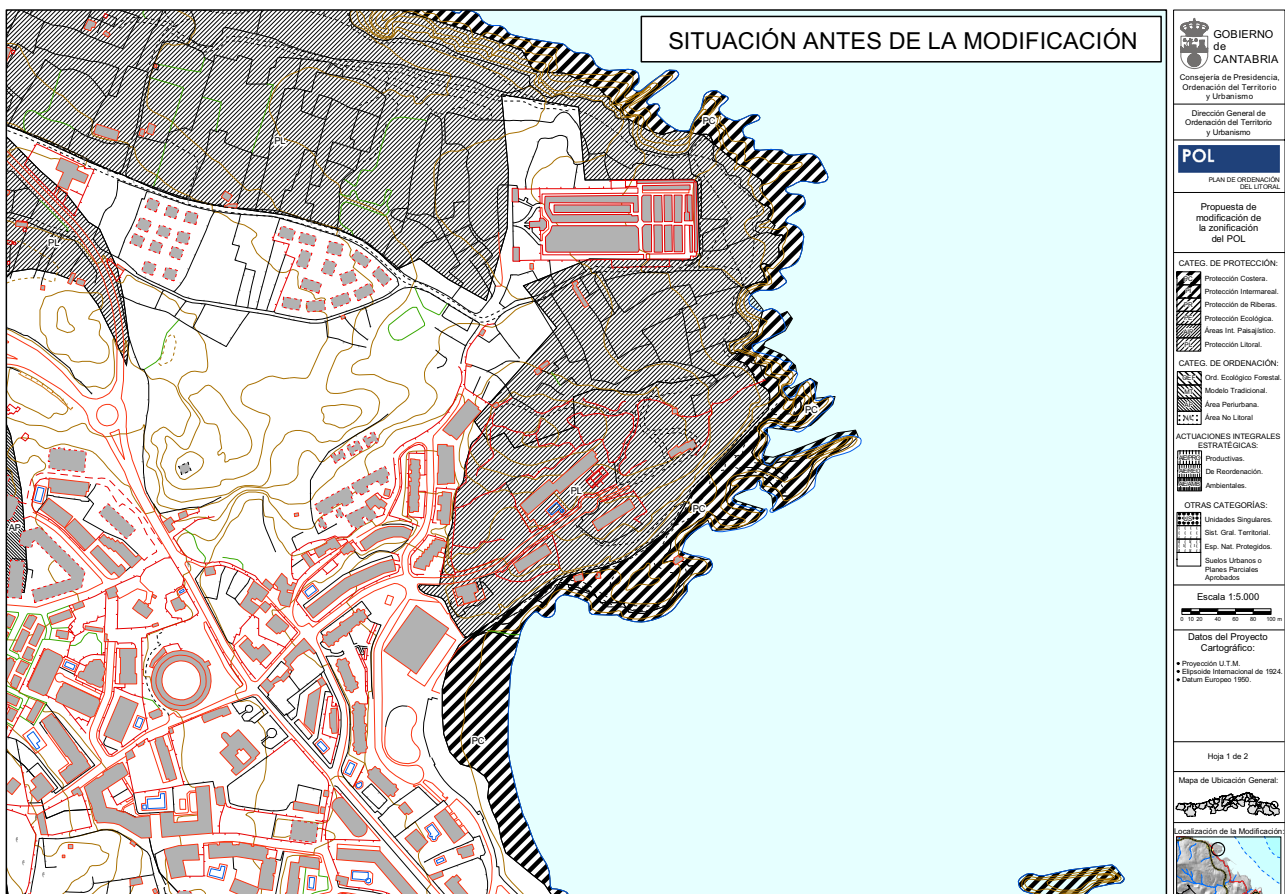 SITUACIÓN ANTES DE LA MODIFICACIÓN
PC
PL
PL
PC
PL
PC
AP
PC
GOBIERNO
de
CANTABRIA
Consejería de Presidencia,
Ordenación del Territorio
y Urbanismo
Dirección General de
Ordenación del Territorio
y Urbanismo
POL
PLAN DE ORDENACIÓN
DEL LITORAL
Propuesta de
modificación de
la zonificación
del POL
CATEG. DE PROTECCIÓN:
Protección Costera.
Protección Intermareal.
Protección de Riberas.
Protección Ecológica.
Áreas Int. Paisajístico.
Protección Litoral.
CATEG. DE ORDENACIÓN:
Ord. Ecológico Forestal.
Modelo Tradicional.
Área Periurbana.
Área No Litoral
ACTUACIONES INTEGRALES
ESTRATÉGICAS:
Productivas.
De Reordenación.
Ambientales.
OTRAS CATEGORÍAS:
Unidades Singulares.
Sist. Gral. Territorial.
Esp. Nat. Protegidos.
Suelos Urbanos o
Planes Parciales
Aprobados
Escala 1:5.000
0 10 20 40 60 80 100 m
Datos del Proyecto
Cartográfico:
• Proyección U.T.M.
• Elipsoide Internacional de 1924.
• Datum Europeo 1950.
Hoja 1 de 2
Mapa de Ubicación General:
Localización de la Modificación: